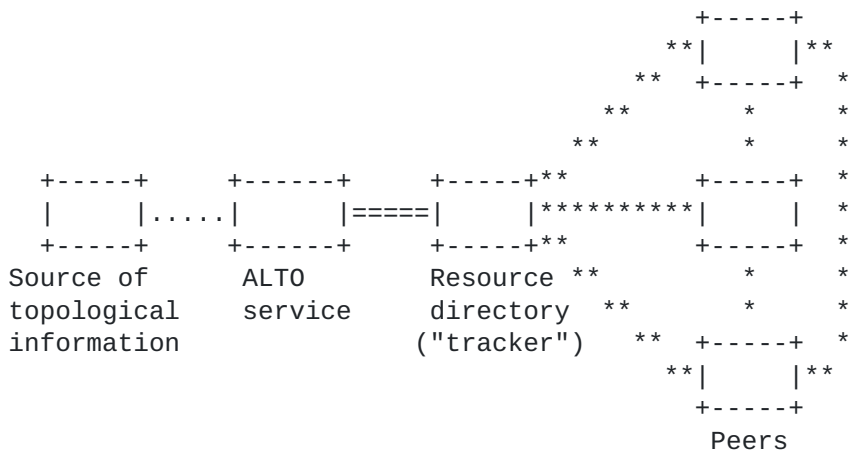 Source of ALTO Resource
topological service directory
information ("tracker")
Peers